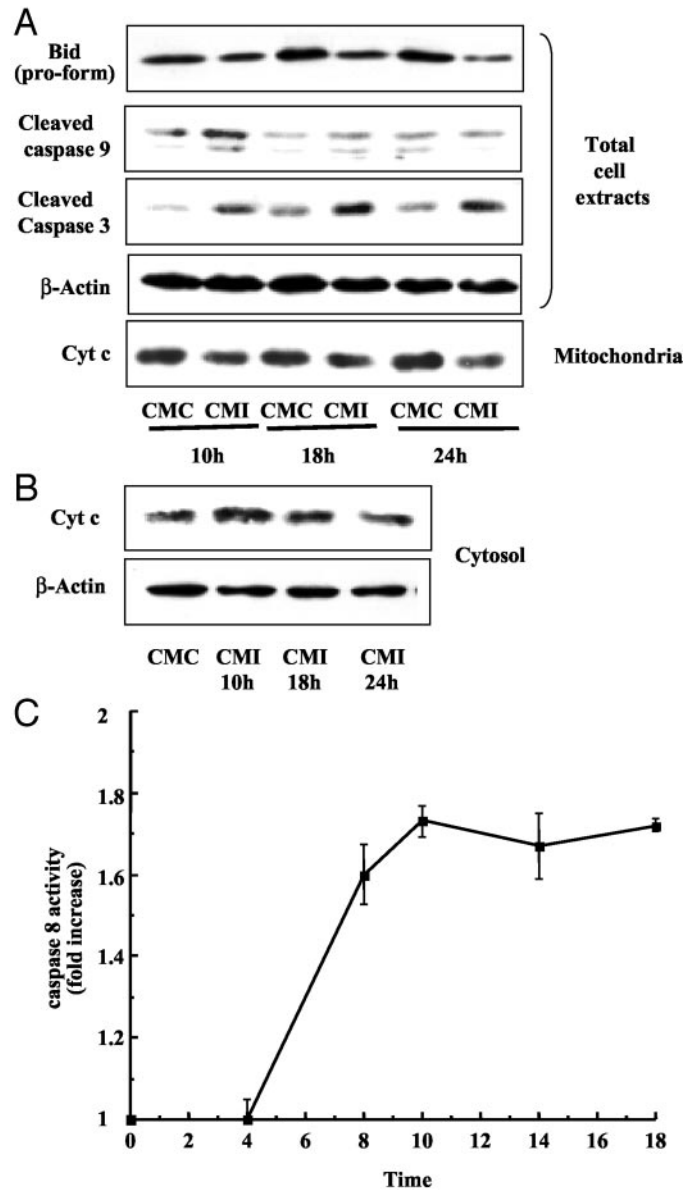 A
Bid
(pro-form)
Cleaved
caspase 9
Cleaved
Caspase 3
β-Actin
Cyt c
Total
cell
extracts
Mitochondria
CMC CMI CMC CMI CMC CMI
10h 18h 24h
B
Cyt c
β-Actin
Cytosol
CMC CMI CMI CMI
10h 18h 24h
C
caspase 8 activity
(fold increase)
2
1.8
1.6
1.4
1.2
1
0 2 4 6 8 10 12 14 16 18
Time